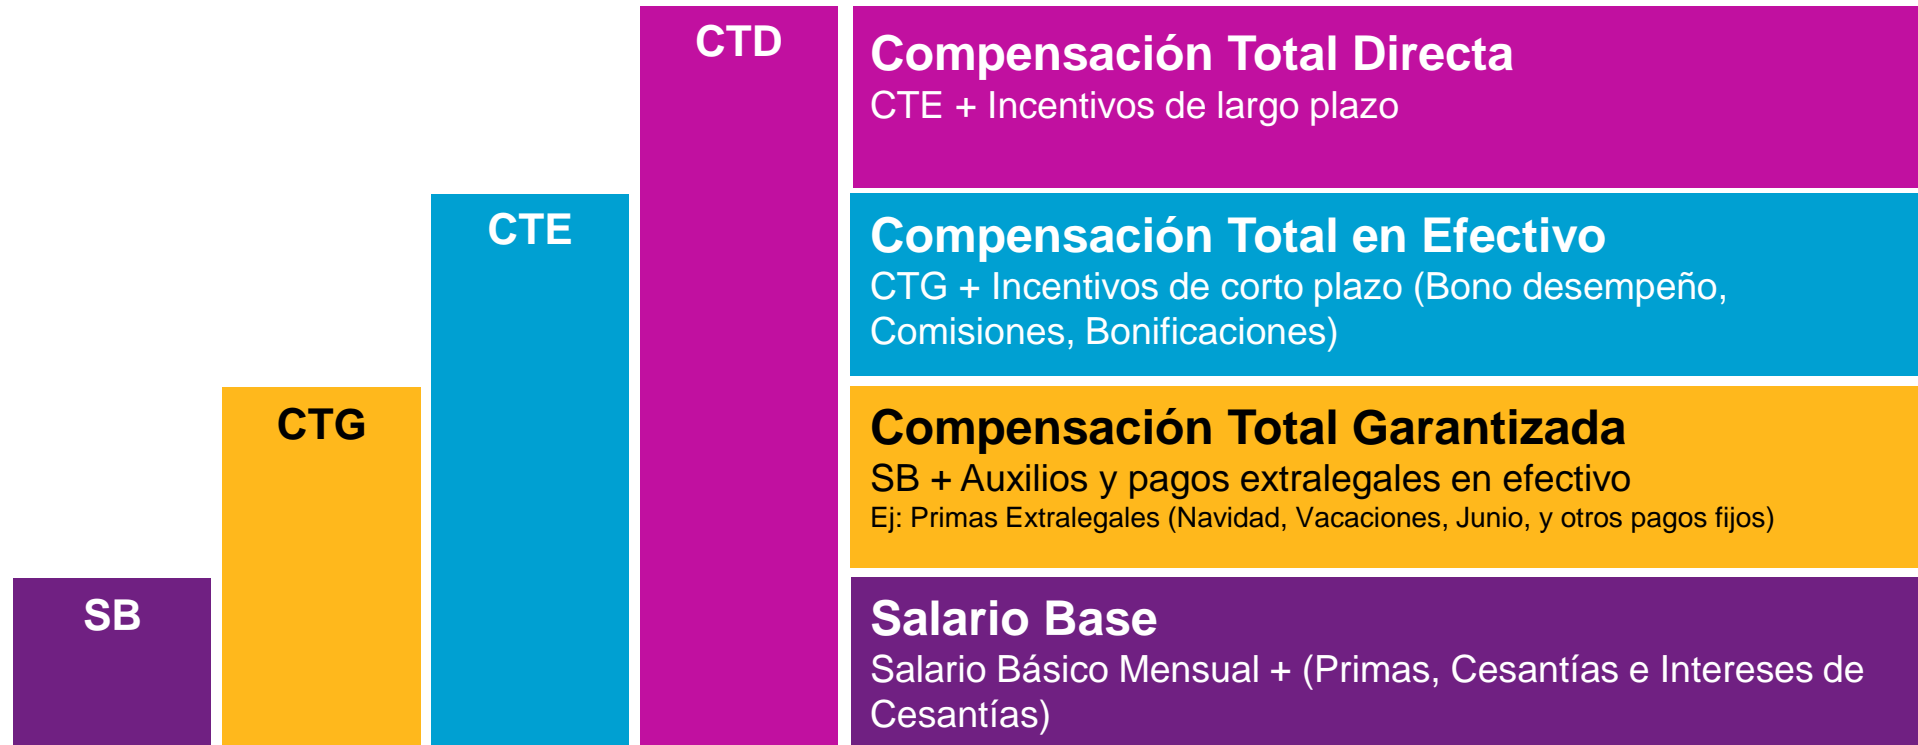 CTD
Compensación Total Directa
CTE + Incentivos de largo plazo
CTE
Compensación Total en Efectivo
CTG + Incentivos de corto plazo (Bono desempeño,
Comisiones, Bonificaciones)
CTG
Compensación Total Garantizada
SB + Auxilios y pagos extralegales en efectivo
Ej: Primas Extralegales (Navidad, Vacaciones, Junio, y otros pagos fijos)
SB
Salario Base
Salario Básico Mensual + (Primas, Cesantías e Intereses de
Cesantías)